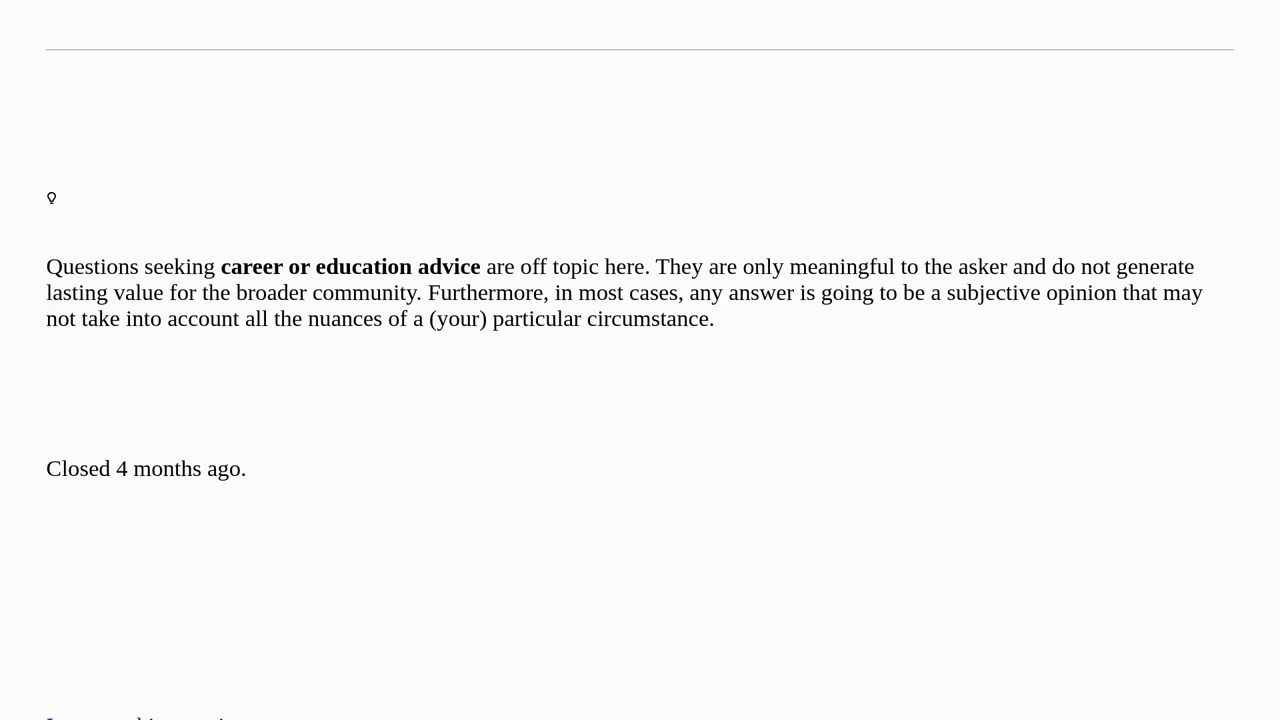 Questions seeking career or education advice are off topic here. They are only meaningful to the asker and do not generate
lasting value for the broader community. Furthermore, in most cases, any answer is going to be a subjective opinion that may
not take into account all the nuances of a (your) particular circumstance.
Closed 4 months ago.